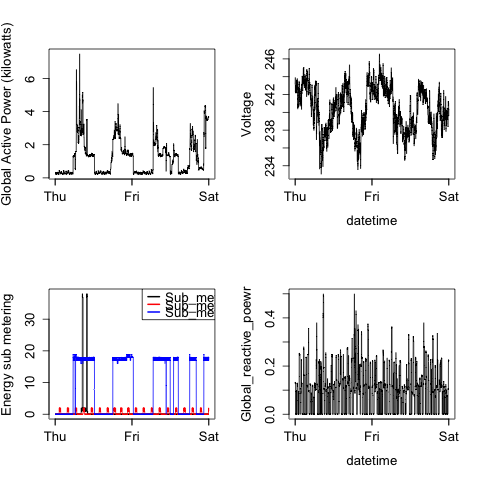 Global Active Power (kilowatts)
0 2 4 6
Thu Fri Sat
Voltage
234 238 242 246
Thu Fri Sat
datetime
Energy sub metering
0 10 20 30
Sub_me
Sub_me
Sub_me
Thu Fri Sat
Global_reactive_poewr
0.0 0.2 0.4
Thu Fri Sat
datetime